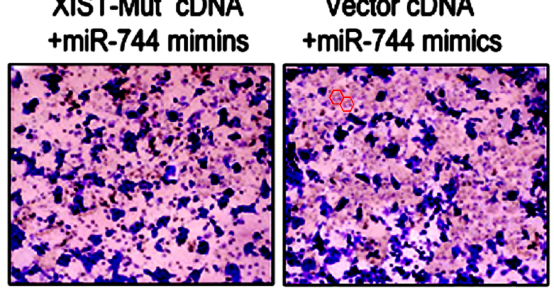 XIST-Mut cDNA
+miR-744 mimins
Vector cDNA
+miR-744 mimics